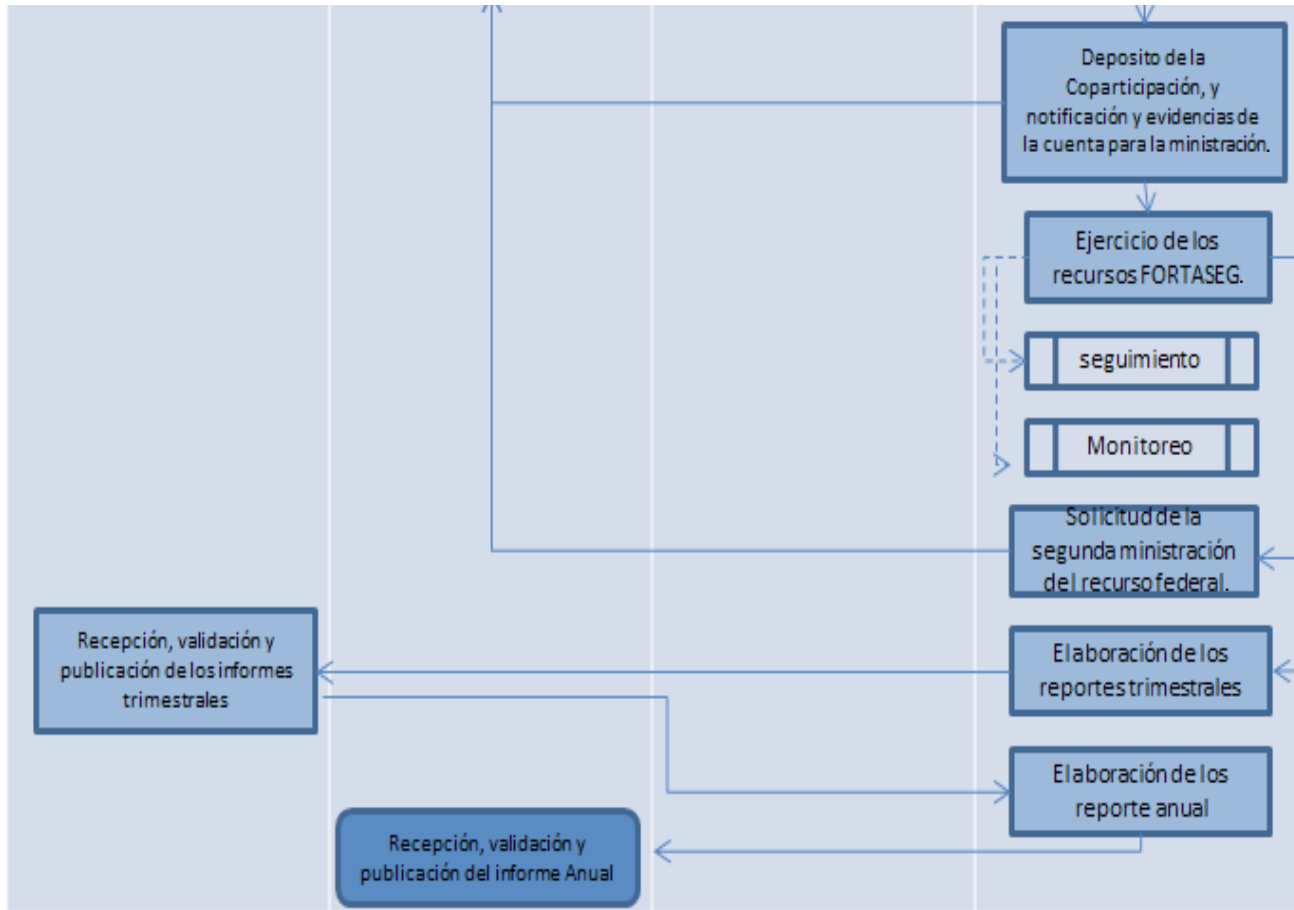 Deposito de la
Coparticipación, y
notificación y evidencias de
la cuenta para la ministración.
Ejercicio de los
recursos FORTASEG.
seguimiento
Monitoreo
Solicitud de la
segunda ministración
del recurso federal.
Recepción, validación y
publicación de los informes
trimestrales
Elaboración de los
reportes trimestrales
Elaboración de los
reporte anual
Recepción, validación y
publicación del informe Anual